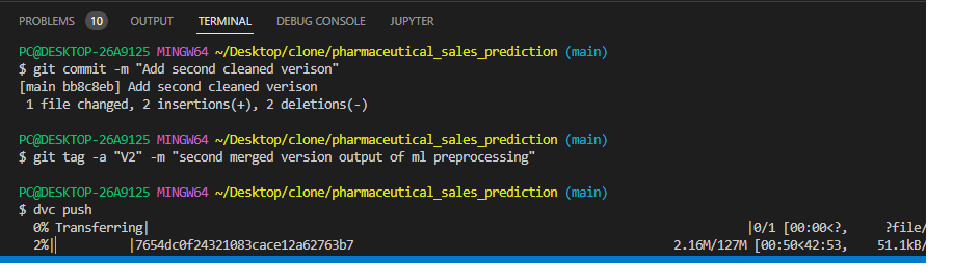 PROBLEMS 10 OUTPUT TERMINAL DEBUG CONSOLE JUPYTER
PC@DESKTOP-26A9125 MINGW64 ~/Desktop/clone/pharmaceutical_sales_prediction (main)
$ git commit -m "Add second cleaned verison"
[main bb8c8eb] Add second cleaned verison
 1 file changed, 2 insertions(+), 2 deletions(-)
PC@DESKTOP-26A9125 MINGW64 ~/Desktop/clone/pharmaceutical_sales_prediction (main)
$ git tag -a "V2" -m "second merged version output of ml preprocessing"
PC@DESKTOP-26A9125 MINGW64 ~/Desktop/clone/pharmaceutical_sales_prediction (main)
$ dvc push
  0% Transferring| |0/1 [00:00<?, ?file/
  2%| |7654dc0f24321083cace12a62763b7 2.16M/127M [00:50<42:53, 51.1kB/